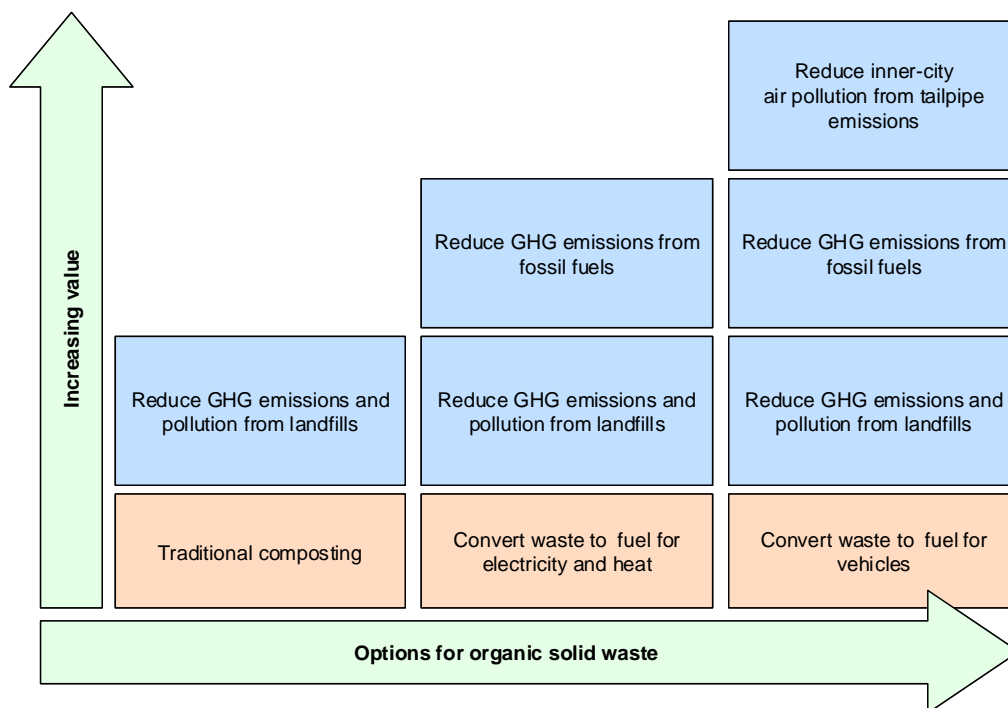 Reduce inner-city
air pollution from tailpipe
emissions
Reduce GHG emissions from
fossil fuels
Reduce GHG emissions from
fossil fuels
Increasing value
Reduce GHG emissions and
pollution from landfills
Reduce GHG emissions and
pollution from landfills
Reduce GHG emissions and
pollution from landfills
Traditional composting
Convert waste to fuel for
electricity and heat
Convert waste to fuel for
vehicles
Options for organic solid waste